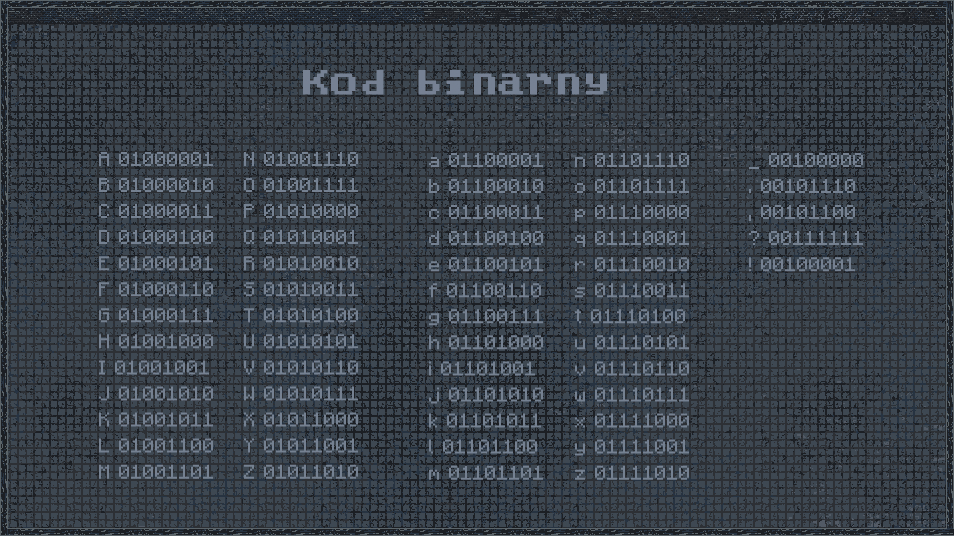 Kod binarny
A 01000001 N 01001110 a 01100001 n 01101110 _ 00100000
B 01000010 O 01001111 b 01100010 o 01101111 . 00101110
C 01000011 P 01010000 c 01100011 p 01110000 , 00101100
D 01000100 Q 01010001 d 01100100 q 01110001 ? 00111111
E 01000101 R 01010010 e 01100101 r 01110010 ! 00100001
F 01000110 S 01010011 f 01100110 s 01110011
G 01000111 T 01010100 g 01100111 t 01110100
H 01001000 U 01010101 h 01101000 u 01110101
I 01001001 V 01010110 i 01101001 v 01110110
J 01001010 W 01010111 j 01101010 w 01110111
K 01001011 X 01011000 k 01101011 x 01111000
L 01001100 Y 01011001 l 01101100 y 01111001
M 01001101 Z 01011010 m 01101101 z 01111010